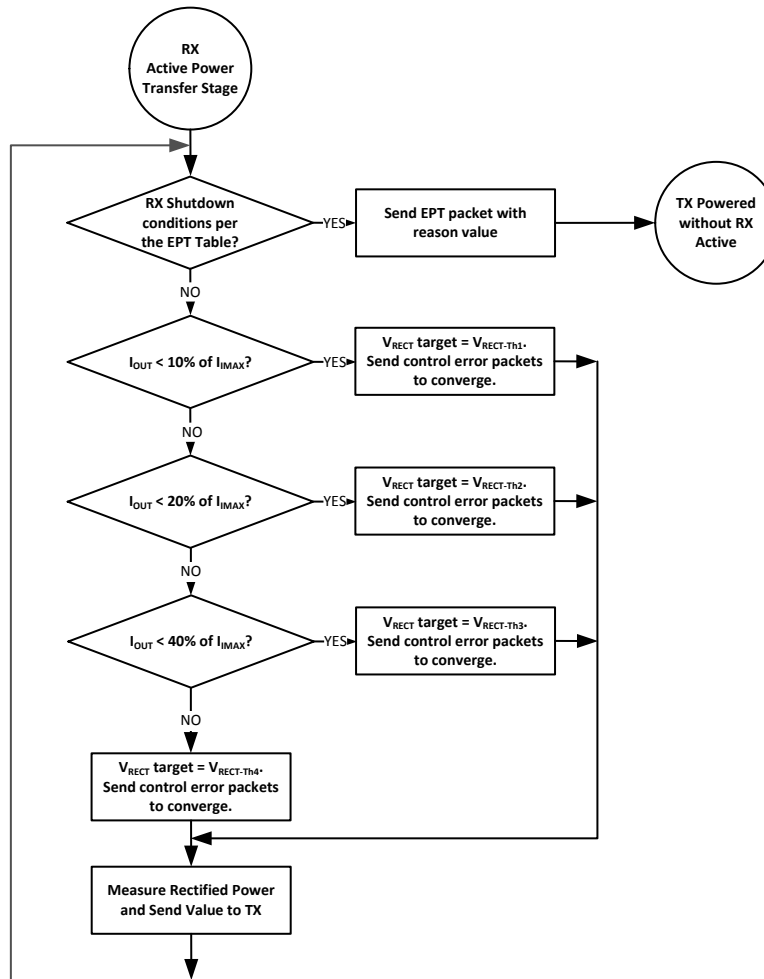 RX
Active Power
Transfer Stage
RX Shutdown
conditions per
the EPT Table?
YES
Send EPT packet with
reason value
TX Powered
without RX
Active
NO
IOUT < 10% of IIMAX?
YES
VRECT target = VRECT-Th1.
Send control error packets
to converge.
NO
IOUT < 20% of IIMAX?
YES
VRECT target = VRECT-Th2.
Send control error packets
to converge.
NO
IOUT < 40% of IIMAX?
YES
VRECT target = VRECT-Th3.
Send control error packets
to converge.
NO
VRECT target = VRECT-Th4.
Send control error packets
to converge.
Measure Rectified Power
and Send Value to TX